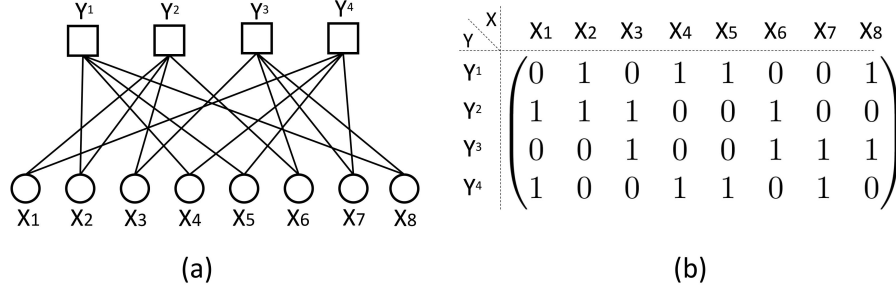 Y1 Y2 Y3 Y4
X1 X2 X3 X4 X5 X6 X7 X8
(a)
X
Y
X1 X2 X3 X4 X5 X6 X7 X8
Y1 0 1 0 1 1 0 0 1
Y2 1 1 1 0 0 1 0 0
Y3 0 0 1 0 0 1 1 1
Y4 1 0 0 1 1 0 1 0
(b)